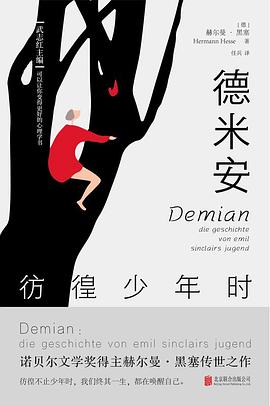 [德]
赫尔曼·黑塞
Hermann Hesse 著
任兵 译
武志红主编
可以让你变得更好的心理学书
德米安
Demian
die geschichte
von emil
sinclairs jugend
彷徨少年时
Demian:
die geschichte von emil sinclairs jugend
诺贝尔文学奖得主赫尔曼·黑塞传世之作
彷徨不止少年时,我们终其一生,都在唤醒自己。
北京联合出版公司